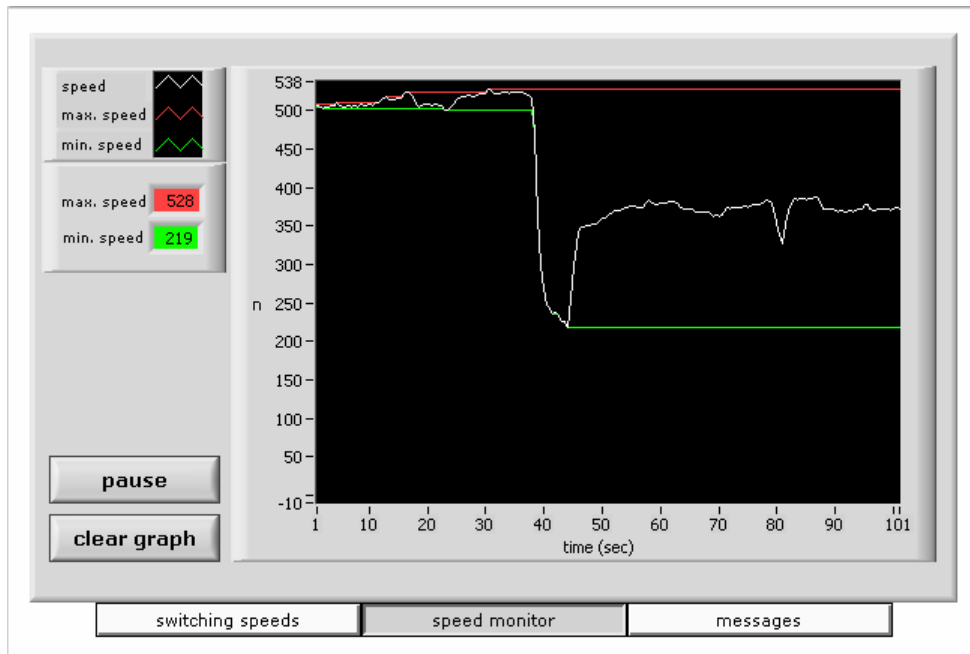 speed
max. speed
min. speed
max. speed 528
min. speed 219
pause
clear graph
538
500
450
400
350
300
n 250
200
150
100
50
-10
1 10 20 30 40 50 60 70 80 90 101
time (sec)
switching speeds speed monitor messages